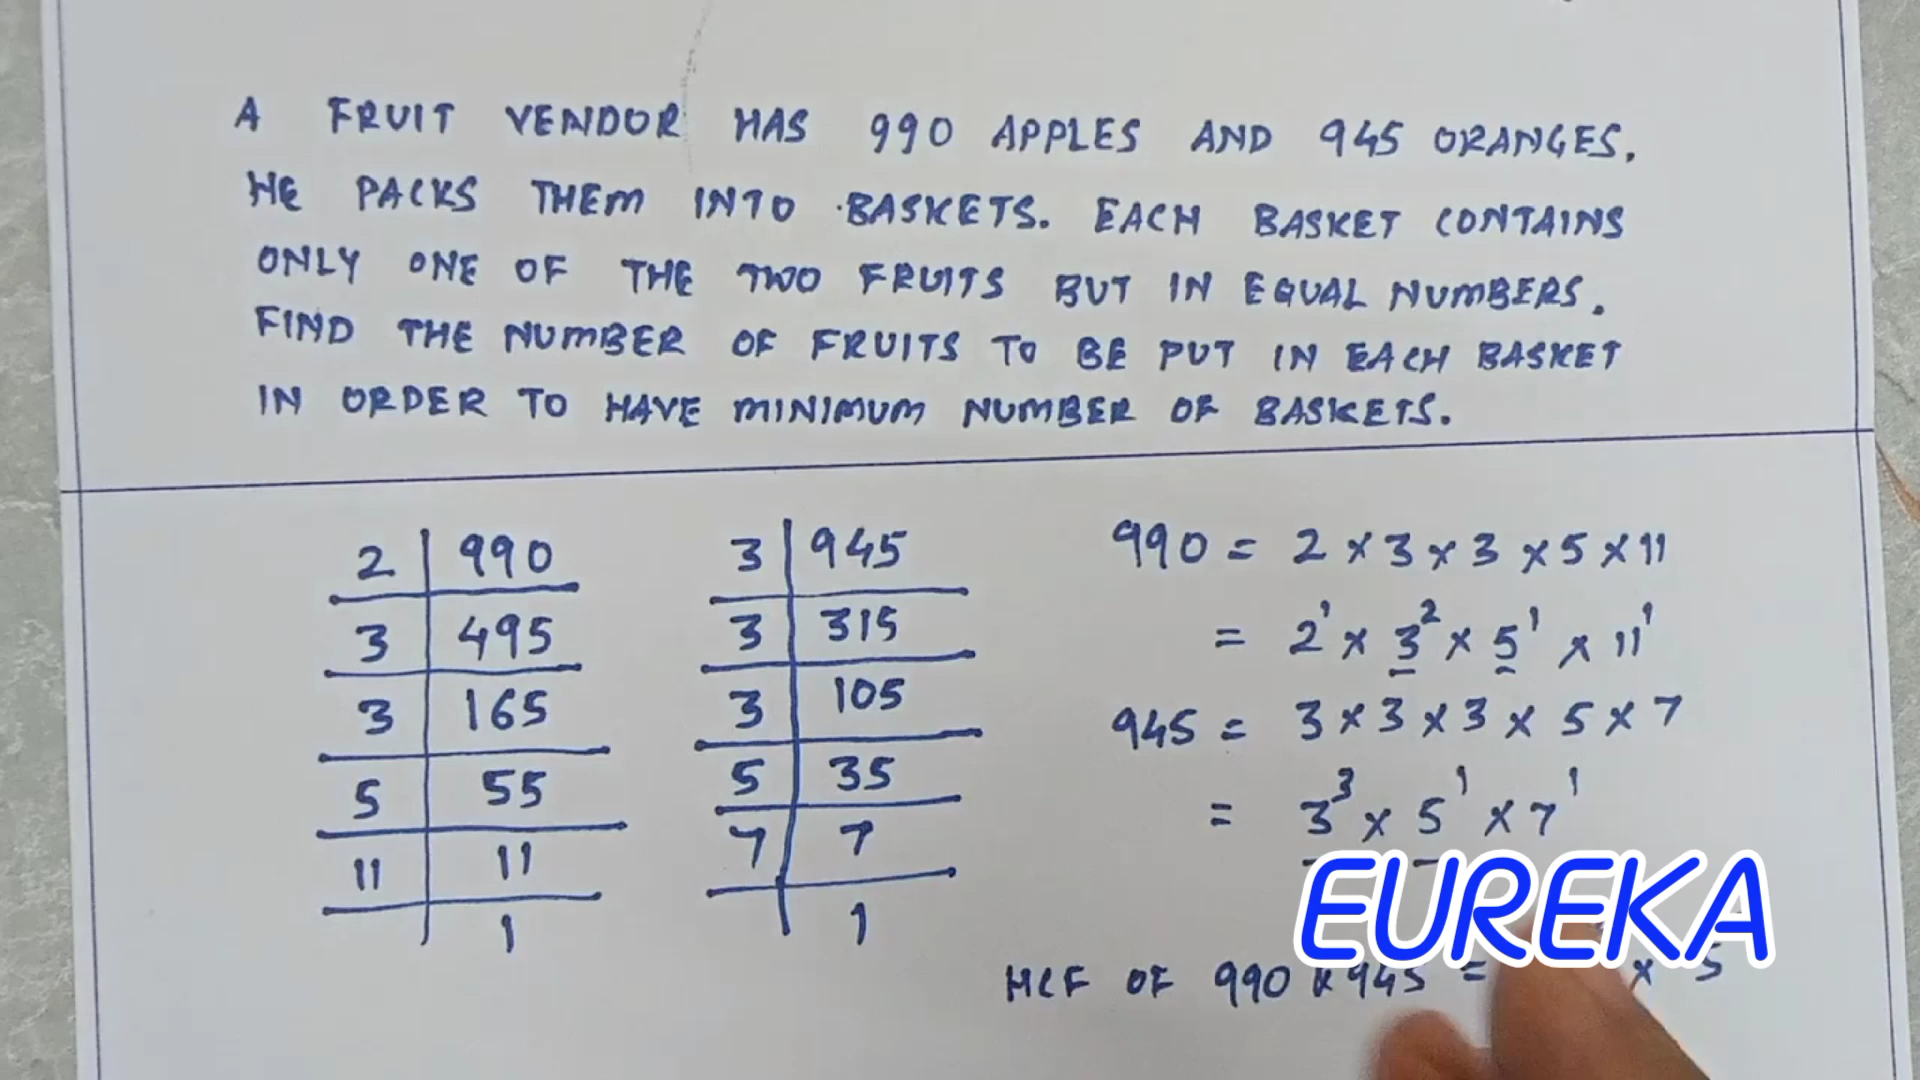 A FRUIT VENDOR HAS 990 APPLES AND 945 ORANGES.
HE PACKS THEM INTO BASKETS. EACH BASKET CONTAINS
ONLY ONE OF THE TWO FRUITS BUT IN EQUAL NUMBERS.
FIND THE NUMBER OF FRUITS TO BE PUT IN EACH BASKET
IN ORDER TO HAVE MINIMUM NUMBER OF BASKETS.
2 | 990
3 | 495
3 | 165
5 | 55
11 | 11
1
3 | 945
3 | 315
3 | 105
5 | 35
7 | 7
1
990 = 2 × 3 × 3 × 5 × 11
= 2¹ × 3² × 5¹ × 11¹
945 = 3 × 3 × 3 × 5 × 7
= 3³ × 5¹ × 7¹
EUREKA
HCF OF 990 & 945 = × 5